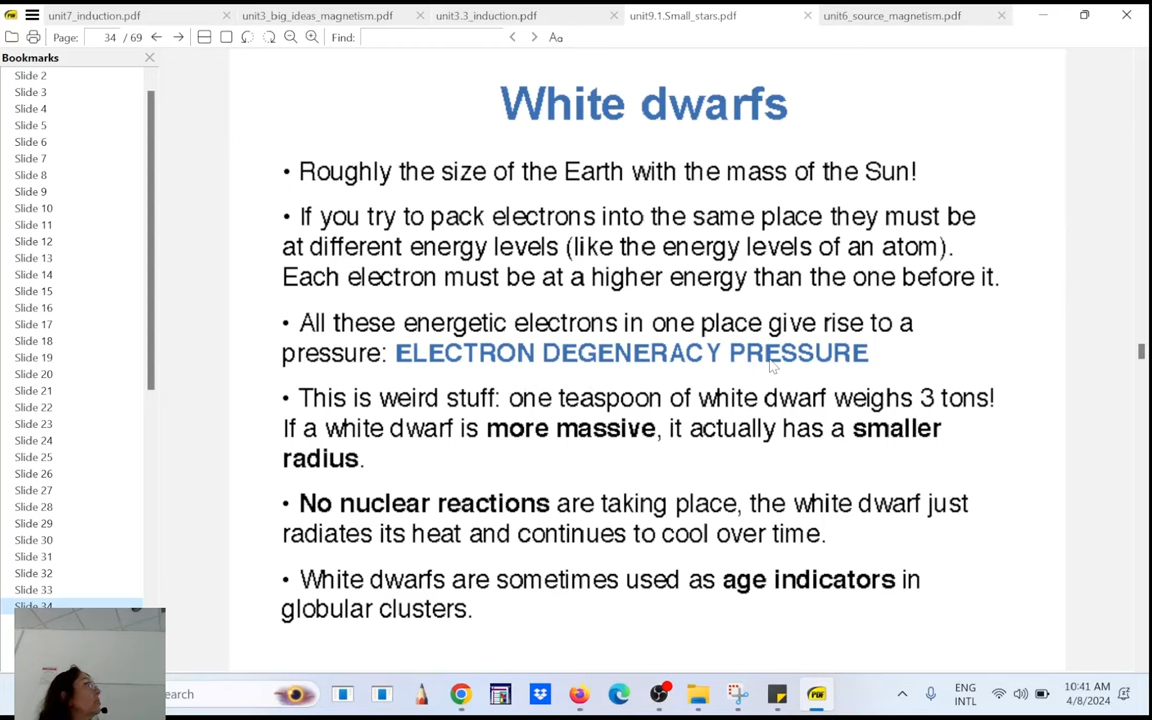 unit7_induction.pdf
unit3_big_ideas_magnetism.pdf
unit3.3_induction.pdf
unit9.1.Small_stars.pdf
unit6_source_magnetism.pdf
Page: 34 / 69
Find:
Aa
Bookmarks
Slide 2
Slide 3
Slide 4
Slide 5
Slide 6
Slide 7
Slide 8
Slide 9
Slide 10
Slide 11
Slide 12
Slide 13
Slide 14
Slide 15
Slide 16
Slide 17
Slide 18
Slide 19
Slide 20
Slide 21
Slide 22
Slide 23
Slide 24
Slide 25
Slide 26
Slide 27
Slide 28
Slide 29
Slide 30
Slide 31
Slide 32
Slide 33
Slide 34
White dwarfs
• Roughly the size of the Earth with the mass of the Sun!
• If you try to pack electrons into the same place they must be
at different energy levels (like the energy levels of an atom).
Each electron must be at a higher energy than the one before it.
• All these energetic electrons in one place give rise to a
pressure: ELECTRON DEGENERACY PRESSURE
• This is weird stuff: one teaspoon of white dwarf weighs 3 tons!
If a white dwarf is more massive, it actually has a smaller
radius.
• No nuclear reactions are taking place, the white dwarf just
radiates its heat and continues to cool over time.
• White dwarfs are sometimes used as age indicators in
globular clusters.
earch
PDF
ENG
INTL
10:41 AM
4/8/2024